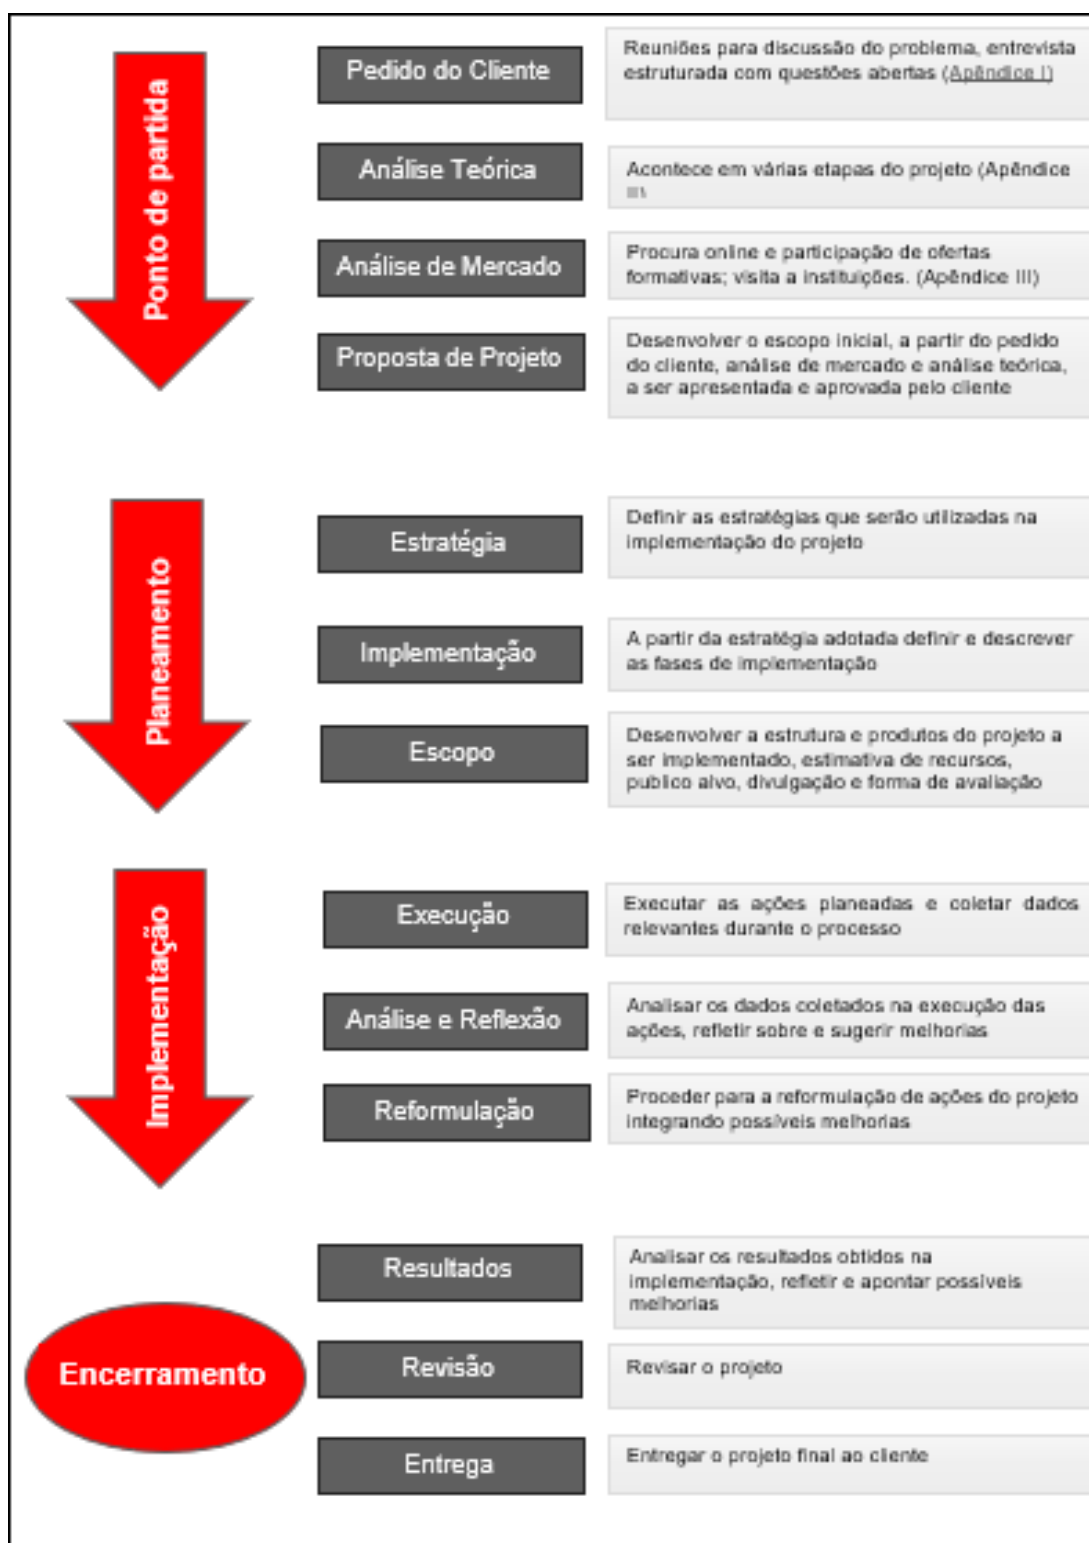 Ponto de partida
Pedido do Cliente
Reuniões para discussão do problema, entrevista
estruturada com questões abertas (Apêndice I)
Análise Teórica
Acontece em várias etapas do projeto (Apêndice
Análise de Mercado
Procura online e participação de ofertas
formativas; visita a instituições. (Apêndice III)
Proposta de Projeto
Desenvolver o escopo inicial, a partir do pedido
do cliente, análise de mercado e análise teórica,
a ser apresentada e aprovada pelo cliente
Planeamento
Estratégia
Definir as estratégias que serão utilizadas na
implementação do projeto
Implementação
A partir da estratégia adotada definir e descrever
as fases de implementação
Escopo
Desenvolver a estrutura e produtos do projeto a
ser implementado, estimativa de recursos,
publico alvo, divulgação e forma de avaliação
Implementação
Execução
Executar as ações planeadas e coletar dados
relevantes durante o processo
Análise e Reflexão
Analisar os dados coletados na execução das
ações, refletir sobre e sugerir melhorias
Reformulação
Proceder para a reformulação de ações do projeto
integrando possíveis melhorias
Encerramento
Resultados
Analisar os resultados obtidos na
implementação, refletir e apontar possíveis
melhorias
Revisão
Revisar o projeto
Entrega
Entregar o projeto final ao cliente